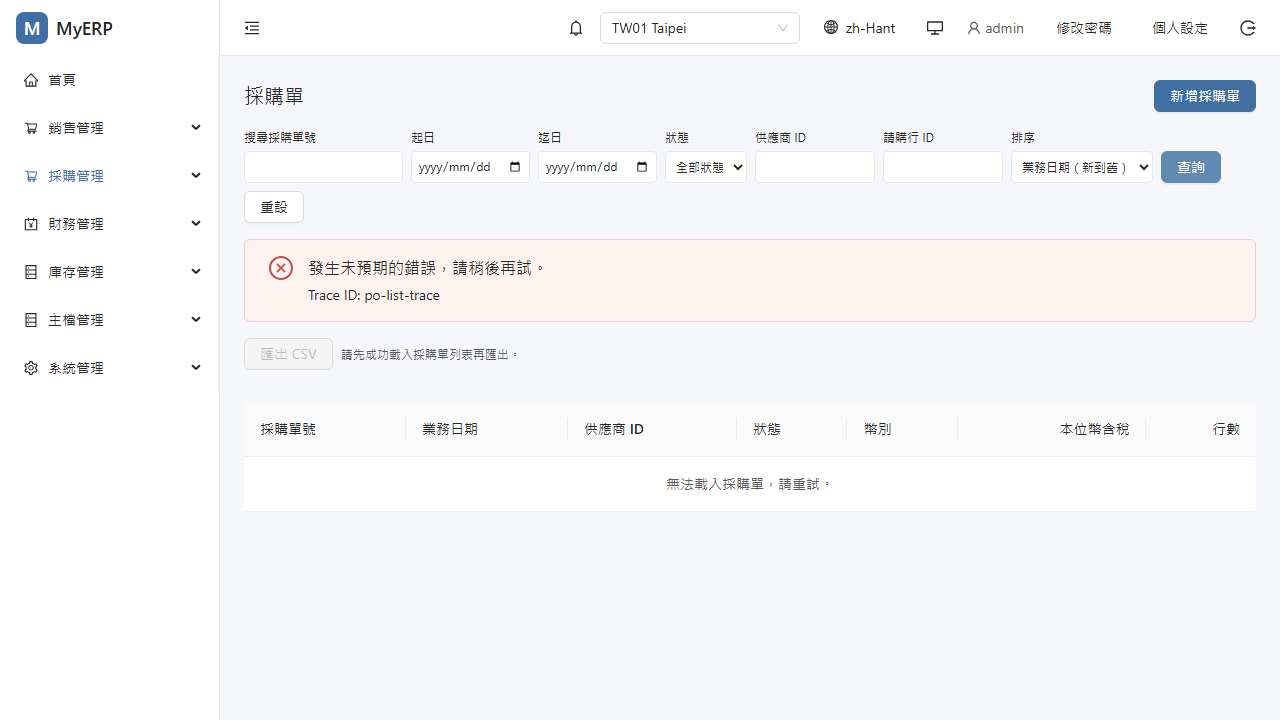 M MyERP
TW01 Taipei
zh-Hant
admin
修改密碼
個人設定
首頁
銷售管理
採購管理
財務管理
庫存管理
主檔管理
系統管理
採購單
新增採購單
搜尋採購單號
起日
迄日
狀態
供應商 ID
請購行 ID
排序
yyyy/mm/dd
yyyy/mm/dd
全部狀態
業務日期（新到舊）
查詢
重設
發生未預期的錯誤，請稍後再試。
Trace ID: po-list-trace
匯出 CSV
請先成功載入採購單列表再匯出。
採購單號 業務日期 供應商 ID 狀態 幣別 本位幣含稅 行數
無法載入採購單，請重試。